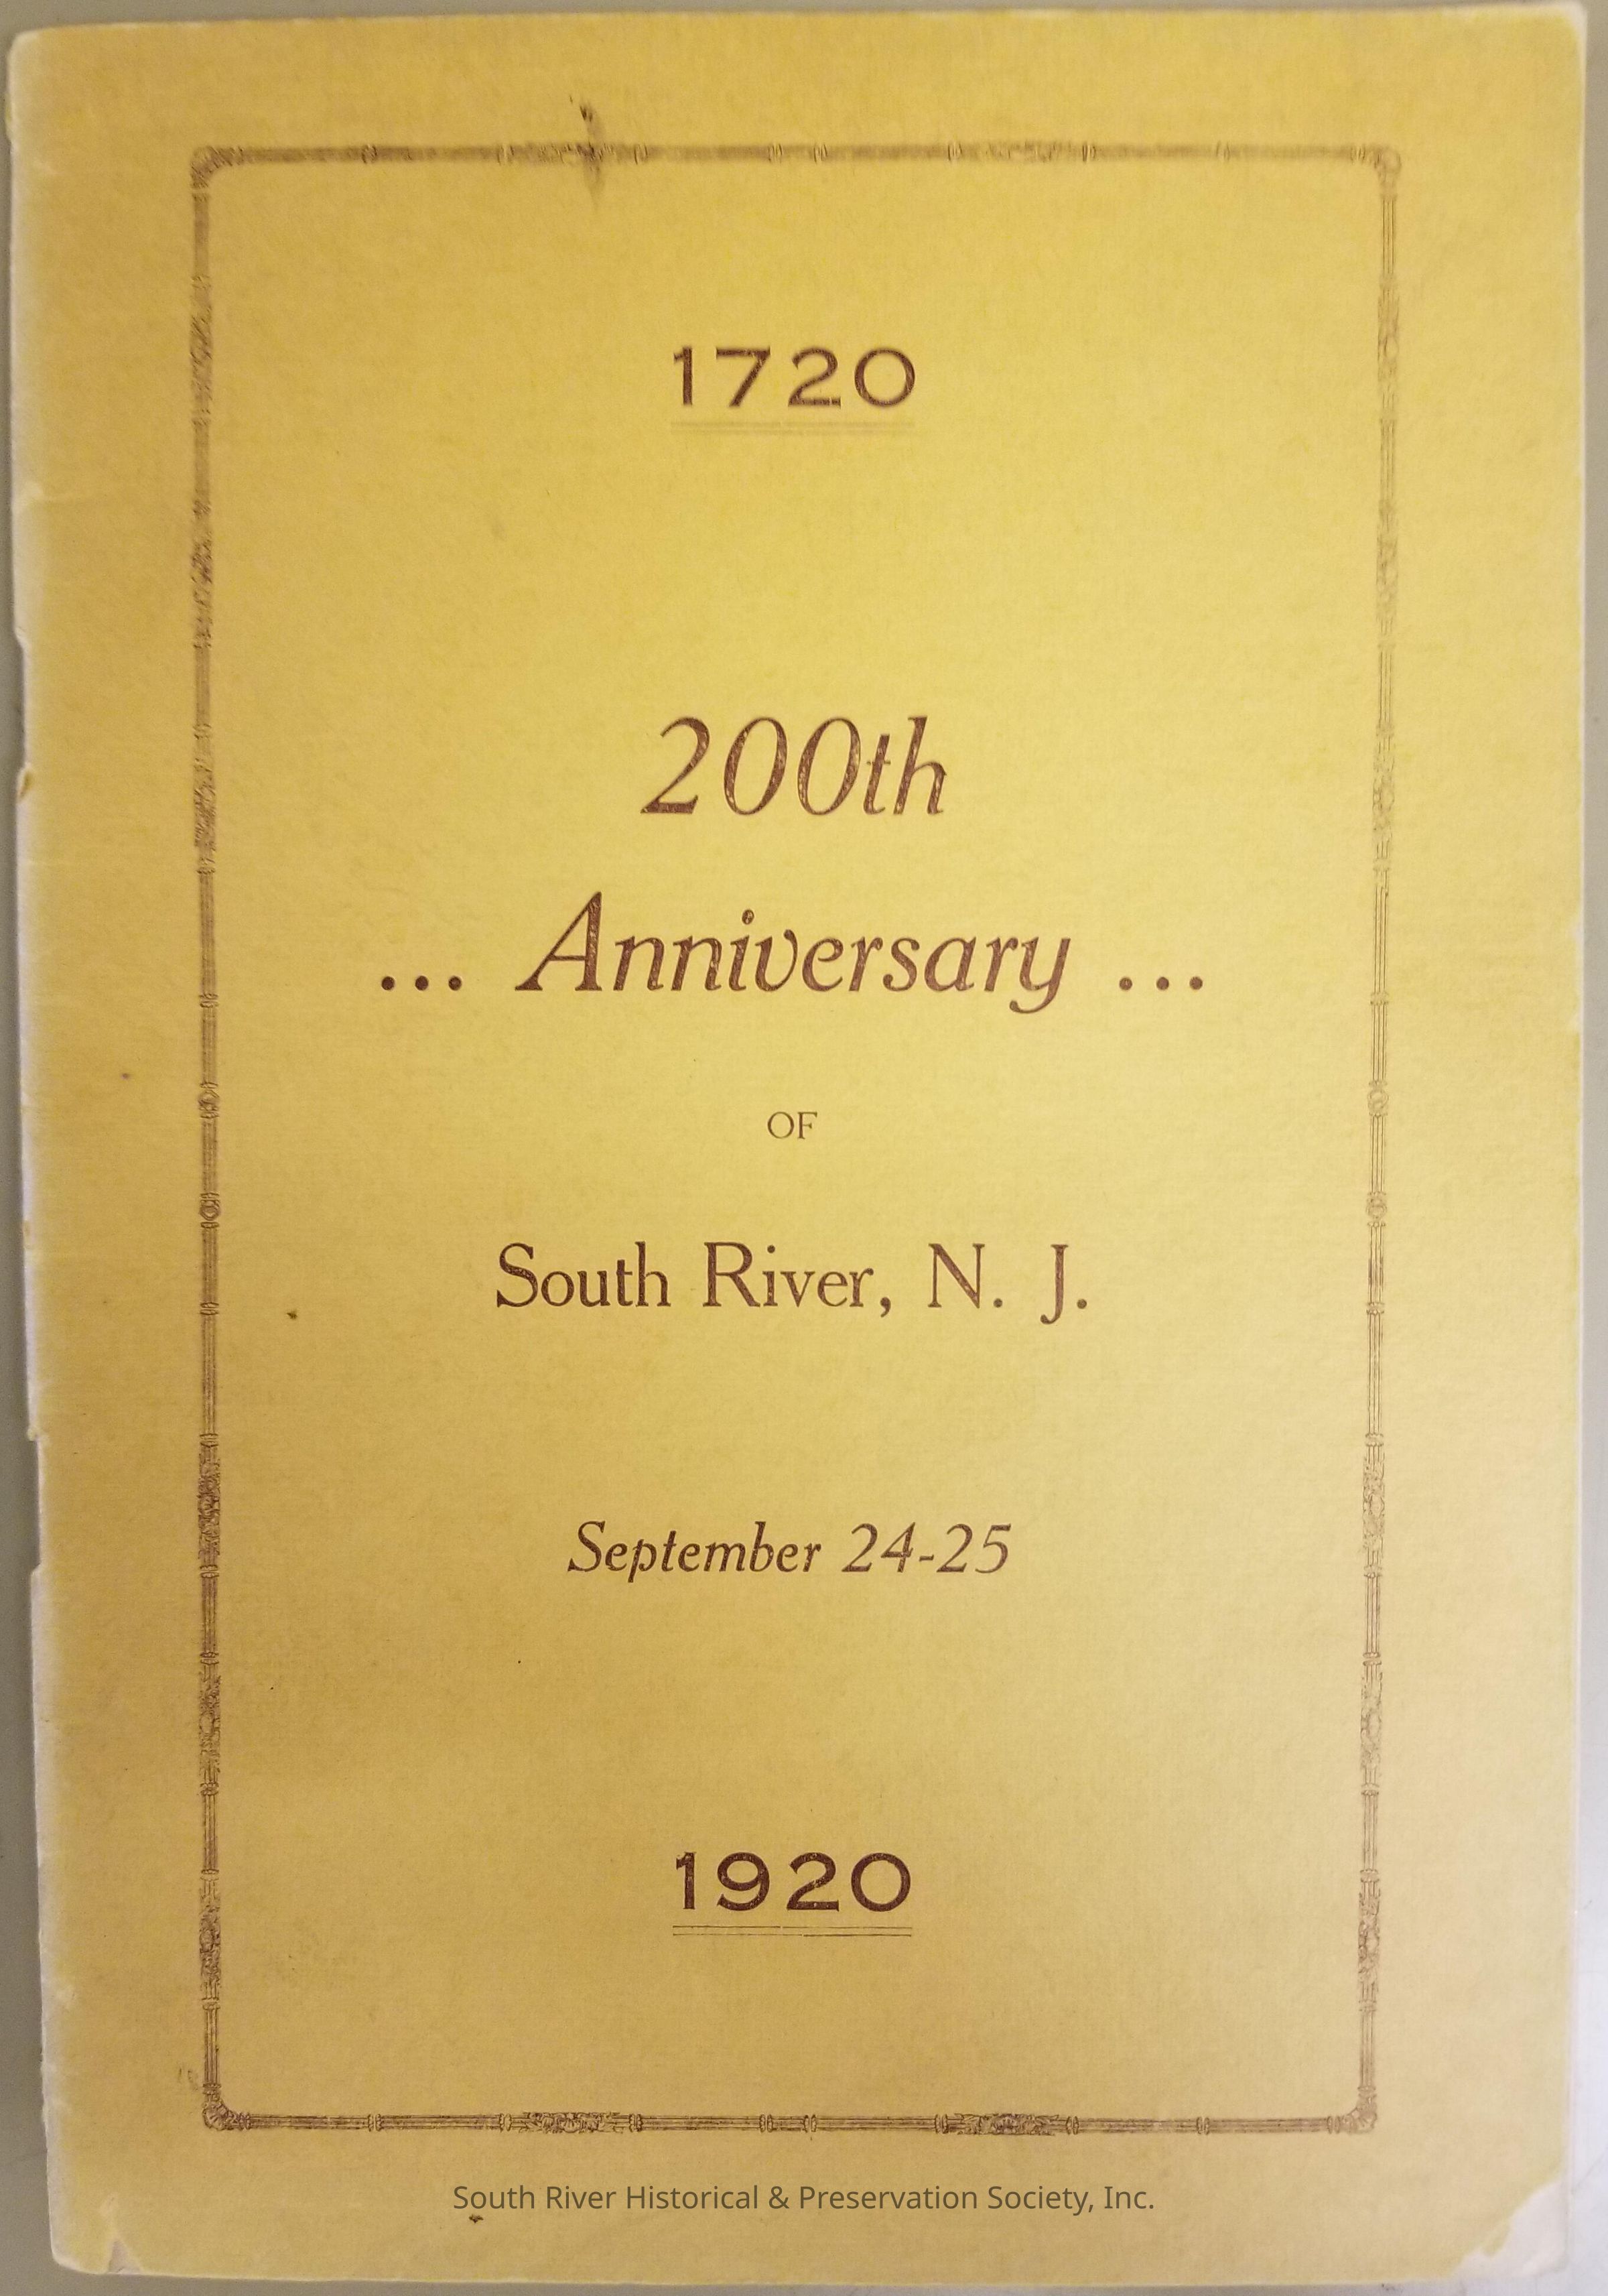 1720
200th
... Anniversary ...
OF
South River, N. J.
September 24-25
1920
South River Historical & Preservation Society, Inc.